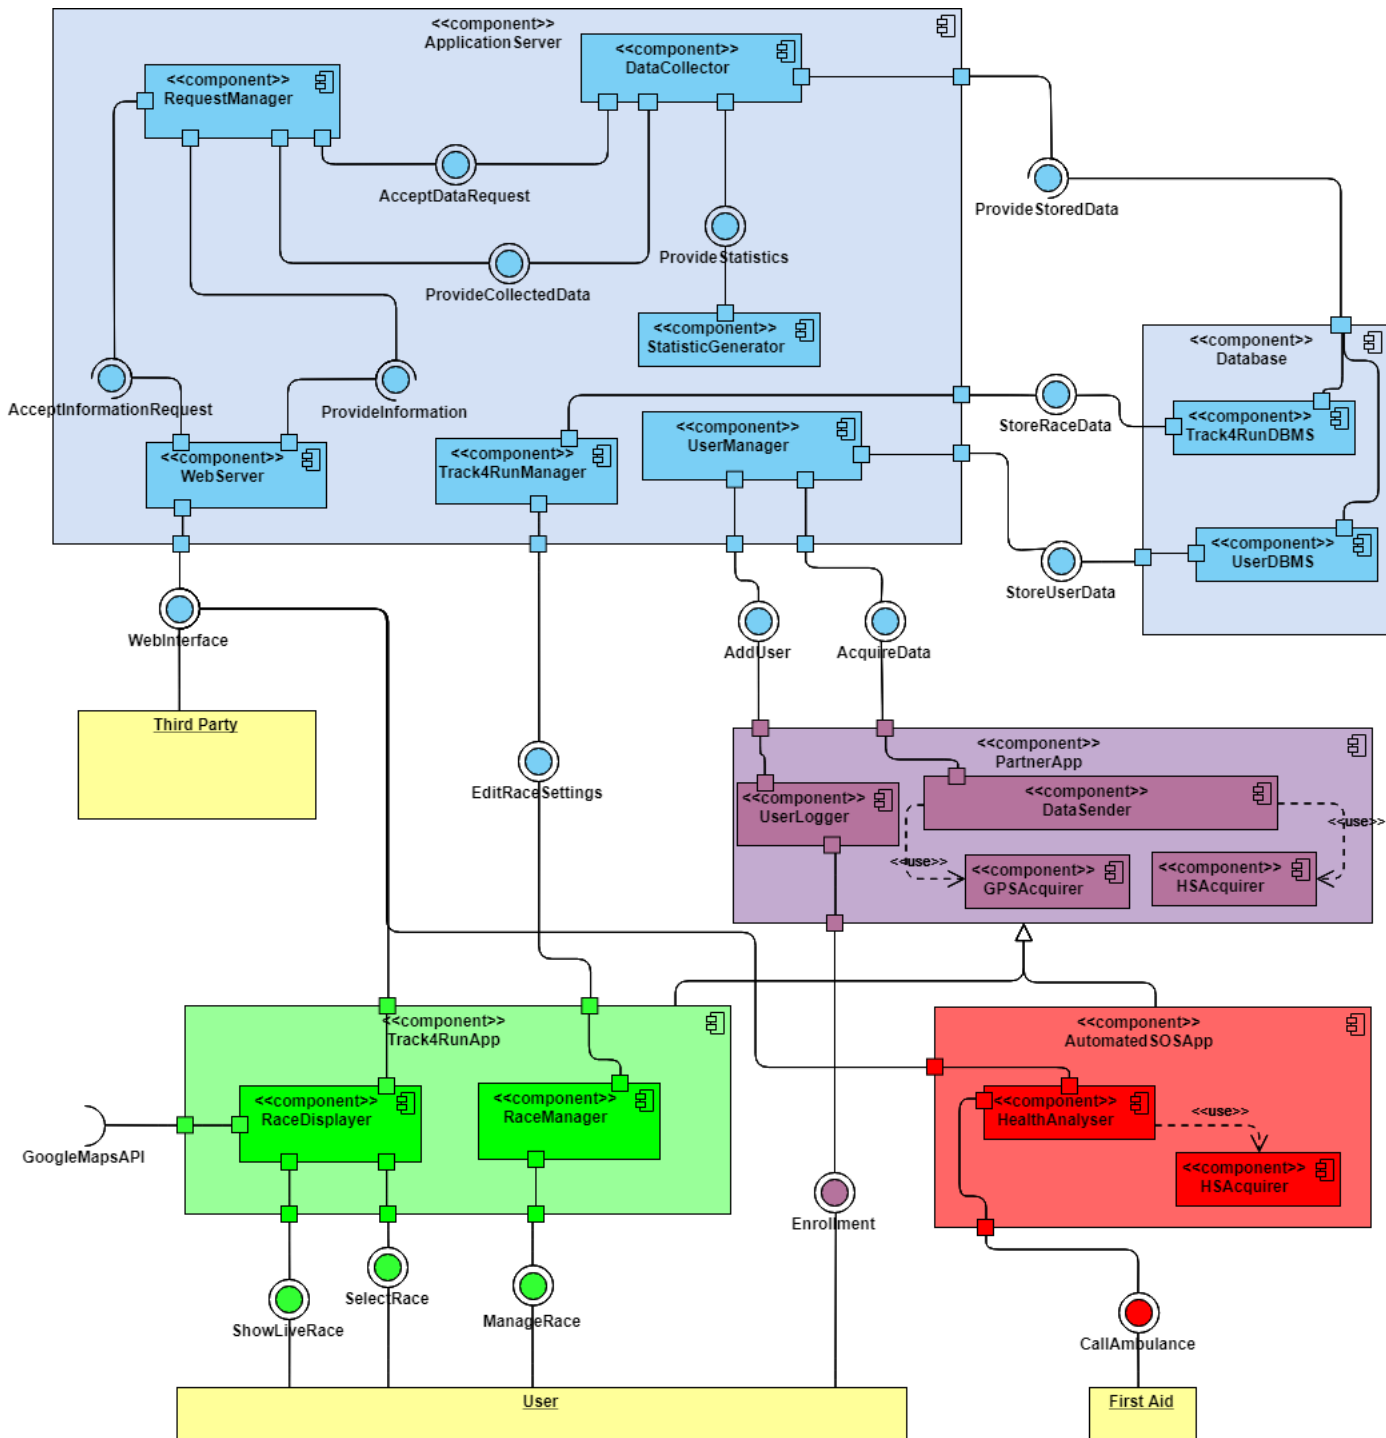 <<component>>
ApplicationServer
<<component>>
DataCollector
<<component>>
RequestManager
AcceptDataRequest
ProvideStoredData
ProvideStatistics
ProvideCollectedData
<<component>>
StatisticGenerator
<<component>>
Database
AcceptInformationRequest
ProvideInformation
StoreRaceData
<<component>>
Track4RunDBMS
<<component>>
UserManager
<<component>>
WebServer
<<component>>
Track4RunManager
<<component>>
UserDBMS
StoreUserData
WebInterface
AddUser
AcquireData
Third Party
<<component>>
PartnerApp
EditRaceSettings
<<component>>
UserLogger
<<component>>
DataSender
<<use>>
<<use>>
<<component>>
GPSAcquirer
<<component>>
HSAcquirer
<<component>>
Track4RunApp
<<component>>
AutomatedSOSApp
<<component>>
RaceDisplayer
<<component>>
RaceManager
<<component>>
HealthAnalyser
<<use>>
GoogleMapsAPI
<<component>>
HSAcquirer
Enrollment
SelectRace
ShowLiveRace
ManageRace
CallAmbulance
User
First Aid